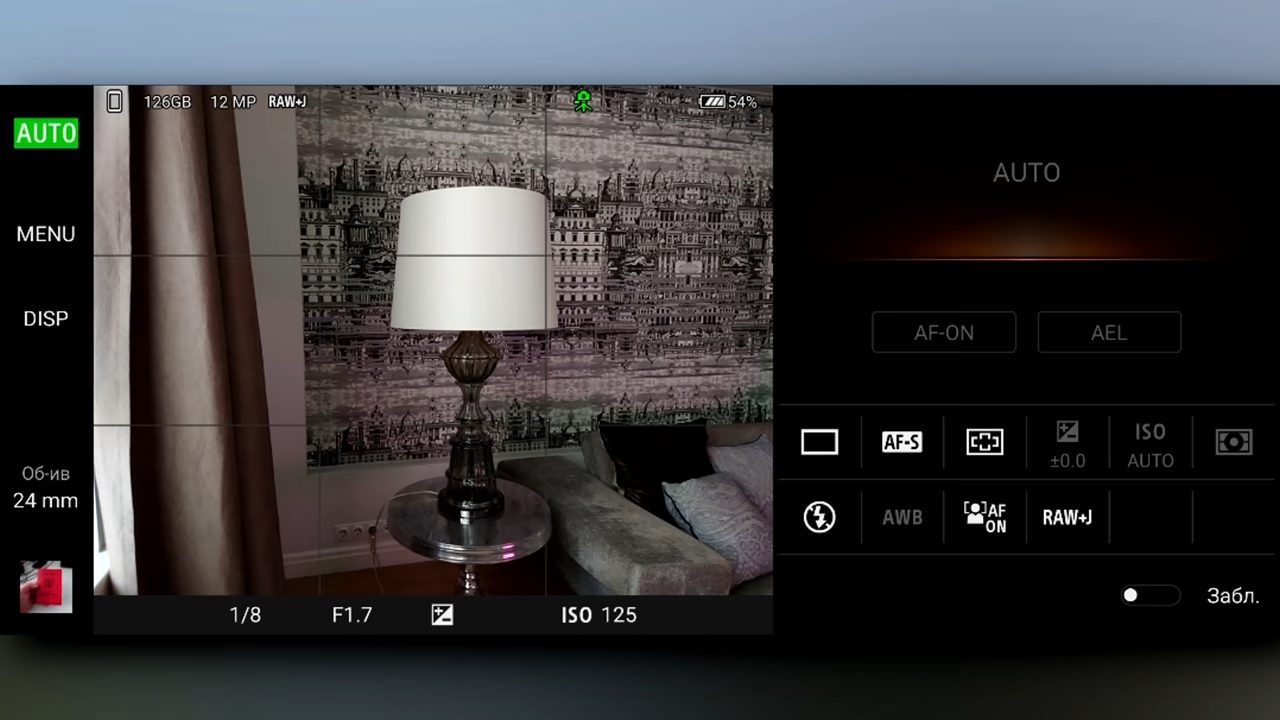 126GB 12 MP RAW+J 54%
AUTO
MENU
DISP
Об-ив
24 mm
1/8 F1.7 ISO 125
AUTO
AF-ON AEL
AF-S ±0.0 ISO AUTO
AWB AF ON RAW+J
Забл.